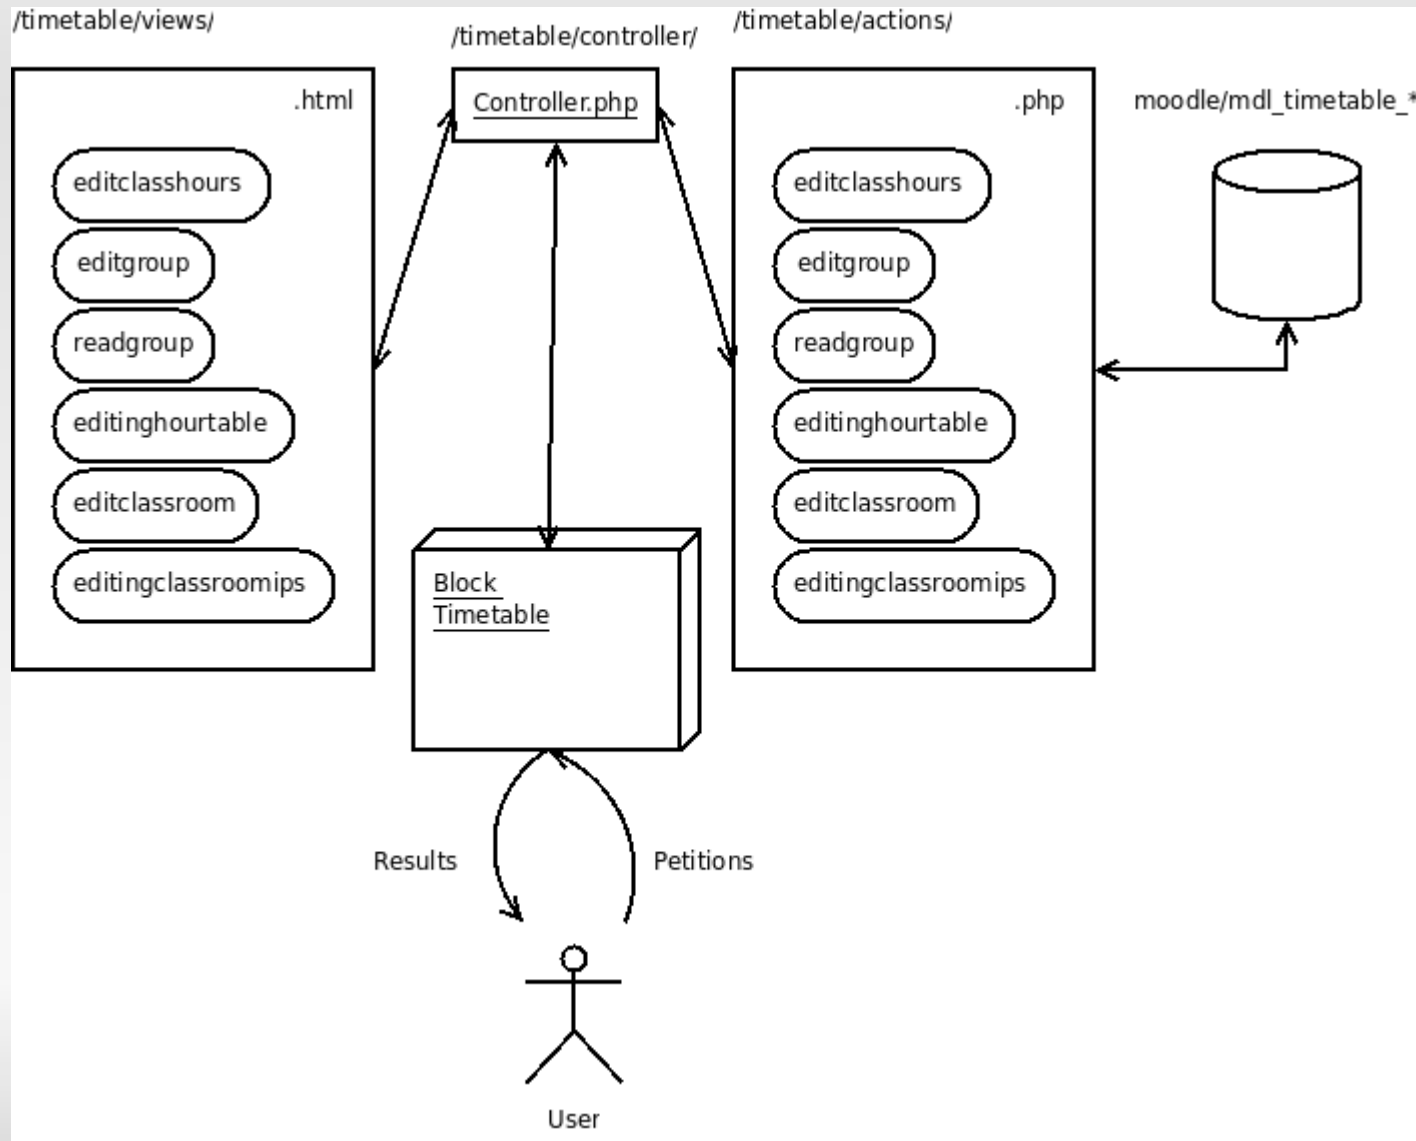 /timetable/views/
/timetable/controller/
/timetable/actions/
.html
Controller.php
.php
moodle/mdl_timetable_*
editclasshours
editgroup
readgroup
editinghourtable
editclassroom
editingclassroomips
editclasshours
editgroup
readgroup
editinghourtable
editclassroom
editingclassroomips
Block
Timetable
Results
Petitions
User